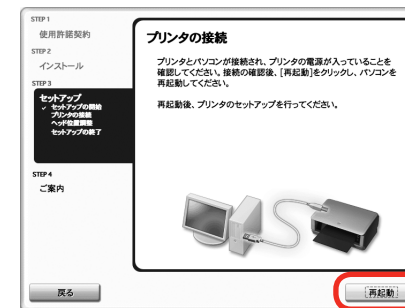 STEP 1
使用許諾契約
STEP 2
インストール
STEP 3
セットアップ
✓ セットアップの開始
プリンタの接続
ヘッド位置調整
セットアップの終了
STEP 4
ご案内
プリンタの接続
プリンタとパソコンが接続され、プリンタの電源が入っていることを
確認してください。接続の確認後、[再起動]をクリックし、パソコンを
再起動してください。
再起動後、プリンタのセットアップを行ってください。
戻る
再起動